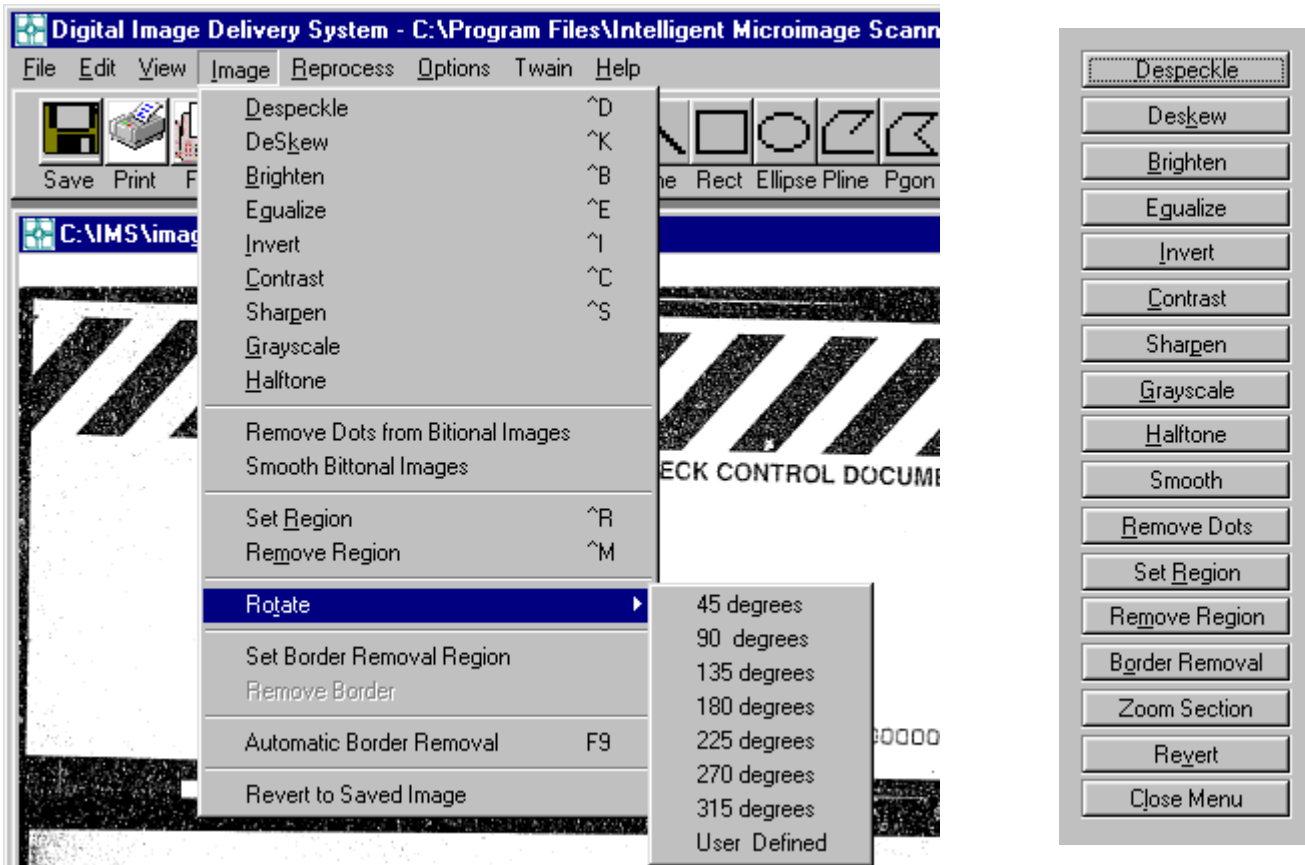 Digital Image Delivery System - C:\Program Files\Intelligent Microimage Scann
File Edit View Image Reprocess Options Twain Help
Save Print F ne Rect Ellipse Pline Pgon
C:\IMS\imag
Despeckle ^D
DeSkew ^K
Brighten ^B
Egualize ^E
Invert ^I
Contrast ^C
Sharpen ^S
Grayscale
Halftone
Remove Dots from Bitional Images
Smooth Bittonal Images
Set Region ^R
Remove Region ^M
Rotate
Set Border Removal Region
Remove Border
Automatic Border Removal F9
Revert to Saved Image
45 degrees
90 degrees
135 degrees
180 degrees
225 degrees
270 degrees
315 degrees
User Defined
ECK CONTROL DOCUME
Despeckle
Deskew
Brighten
Egualize
Invert
Contrast
Sharpen
Grayscale
Halftone
Smooth
Remove Dots
Set Region
Remove Region
Border Removal
Zoom Section
Revert
Close Menu